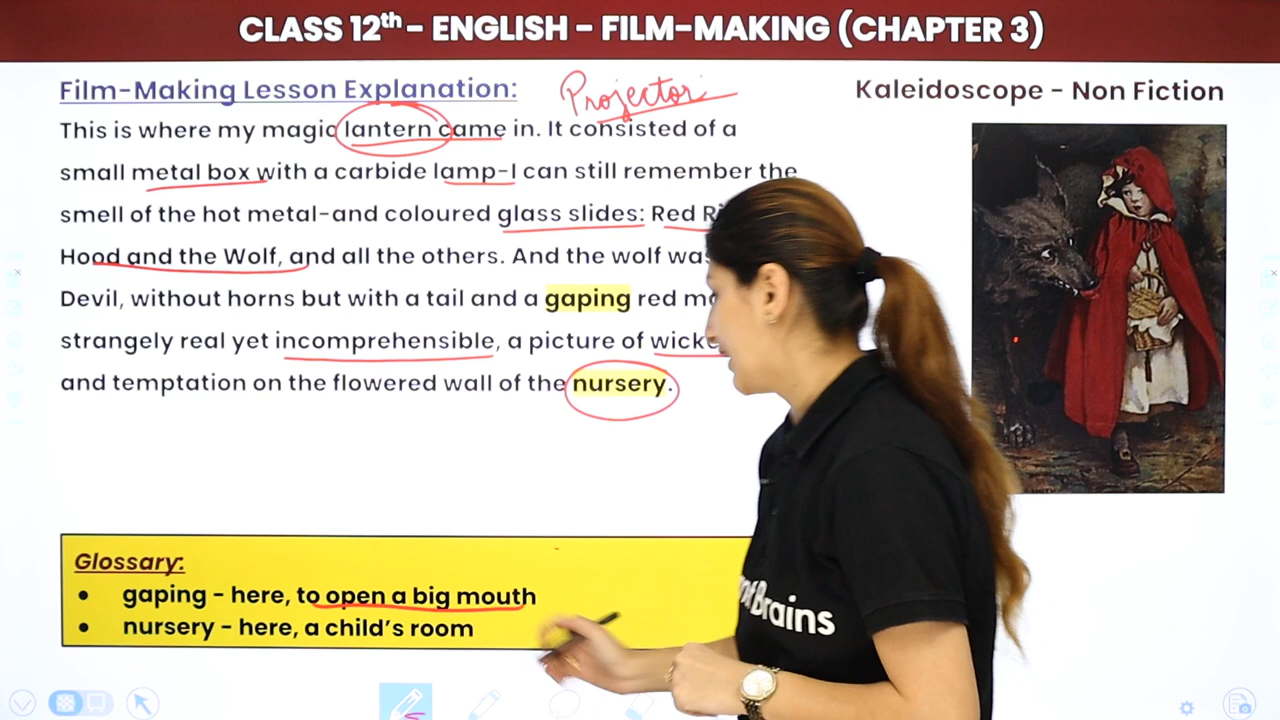 CLASS 12th - ENGLISH - FILM-MAKING (CHAPTER 3)
Film-Making Lesson Explanation:
Projector
Kaleidoscope - Non Fiction
This is where my magic lantern came in. It consisted of a
small metal box with a carbide lamp-I can still remember the
smell of the hot metal-and coloured glass slides: Red
Hood and the Wolf, and all the others. And the wolf was
Devil, without horns but with a tail and a gaping red
strangely real yet incomprehensible, a picture of
and temptation on the flowered wall of the nursery.
Glossary:
● gaping - here, to open a big mouth
● nursery - here, a child's room
Brains